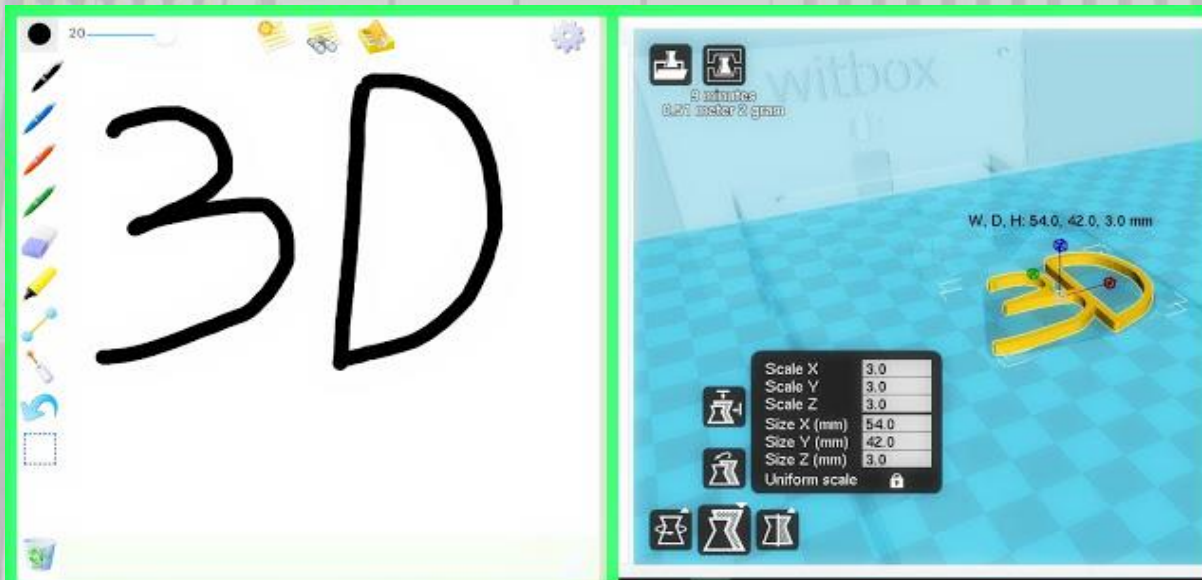 20
3D
witbox
9 minutes
0.51 meter 2 gram
W, D, H: 54.0, 42.0, 3.0 mm
3D
Scale X 3.0
Scale Y 3.0
Scale Z 3.0
Size X (mm) 54.0
Size Y (mm) 42.0
Size Z (mm) 3.0
Uniform scale